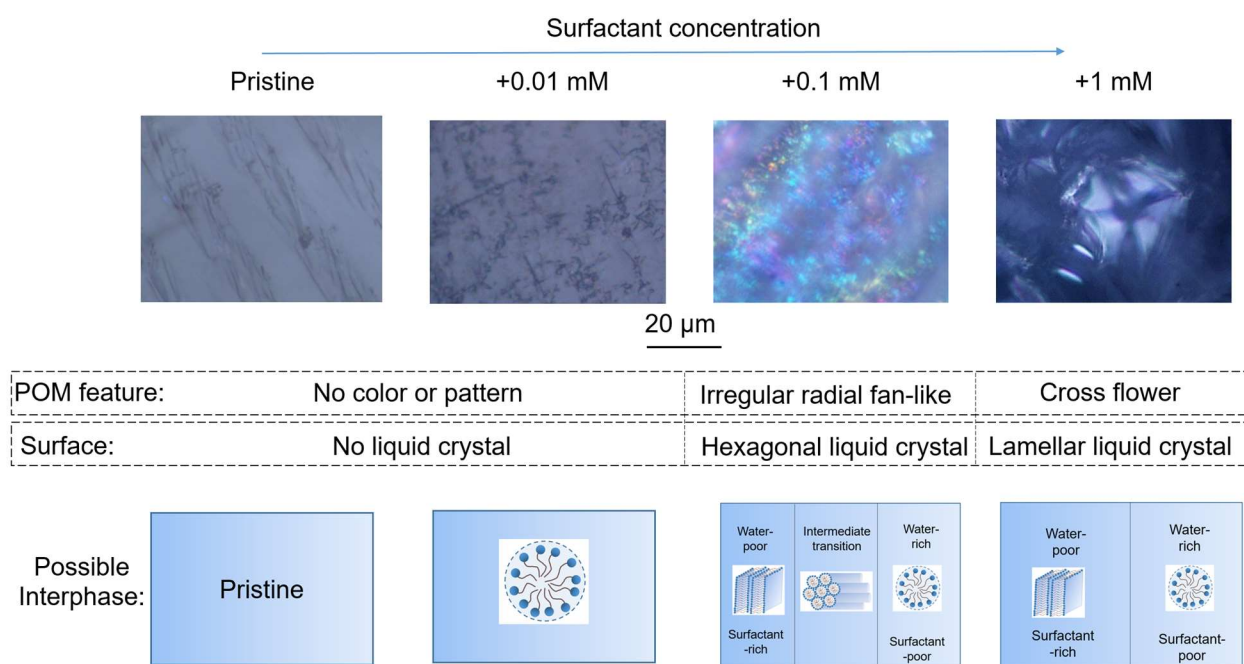 Surfactant concentration
Pristine
+0.01 mM
+0.1 mM
+1 mM
20 μm
POM feature:
No color or pattern
Irregular radial fan-like
Cross flower
Surface:
No liquid crystal
Hexagonal liquid crystal
Lamellar liquid crystal
Possible
Interphase:
Pristine
Water-
poor
Surfactant
-rich
Intermediate
transition
Water-
rich
Surfactant
-poor
Water-
poor
Surfactant
-rich
Water-
rich
Surfactant-
poor